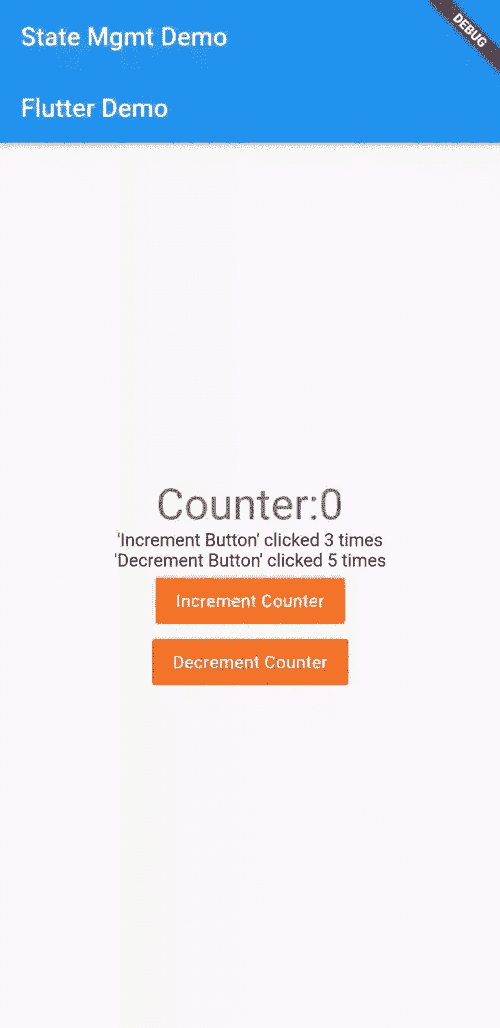 State Mgmt Demo
DEBUG
Flutter Demo
Counter:0
'Increment Button' clicked 3 times
'Decrement Button' clicked 5 times
Increment Counter
Decrement Counter